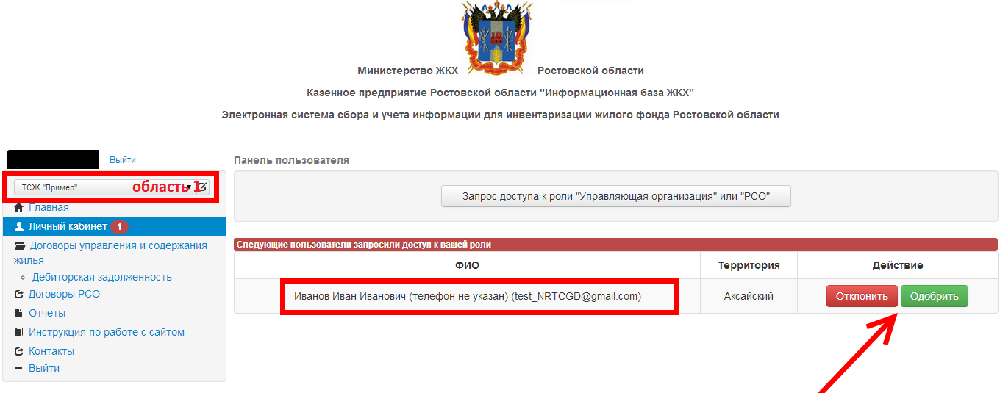 Министерство ЖКХ Ростовской области
Казенное предприятие Ростовской области "Информационная база ЖКХ"
Электронная система сбора и учета информации для инвентаризации жилого фонда Ростовской области
Выйти
ТСЖ "Пример" область 1
Главная
Личный кабинет 1
Договоры управления и содержания
жилья
Дебиторская задолженность
Договоры РСО
Отчеты
Инструкция по работе с сайтом
Контакты
Выйти
Панель пользователя
Запрос доступа к роли "Управляющая организация" или "РСО"
Следующие пользователи запросили доступ к вашей роли
ФИО Территория Действие
Иванов Иван Иванович (телефон не указан) (test_NRTCGD@gmail.com) Аксайский Отклонить Одобрить